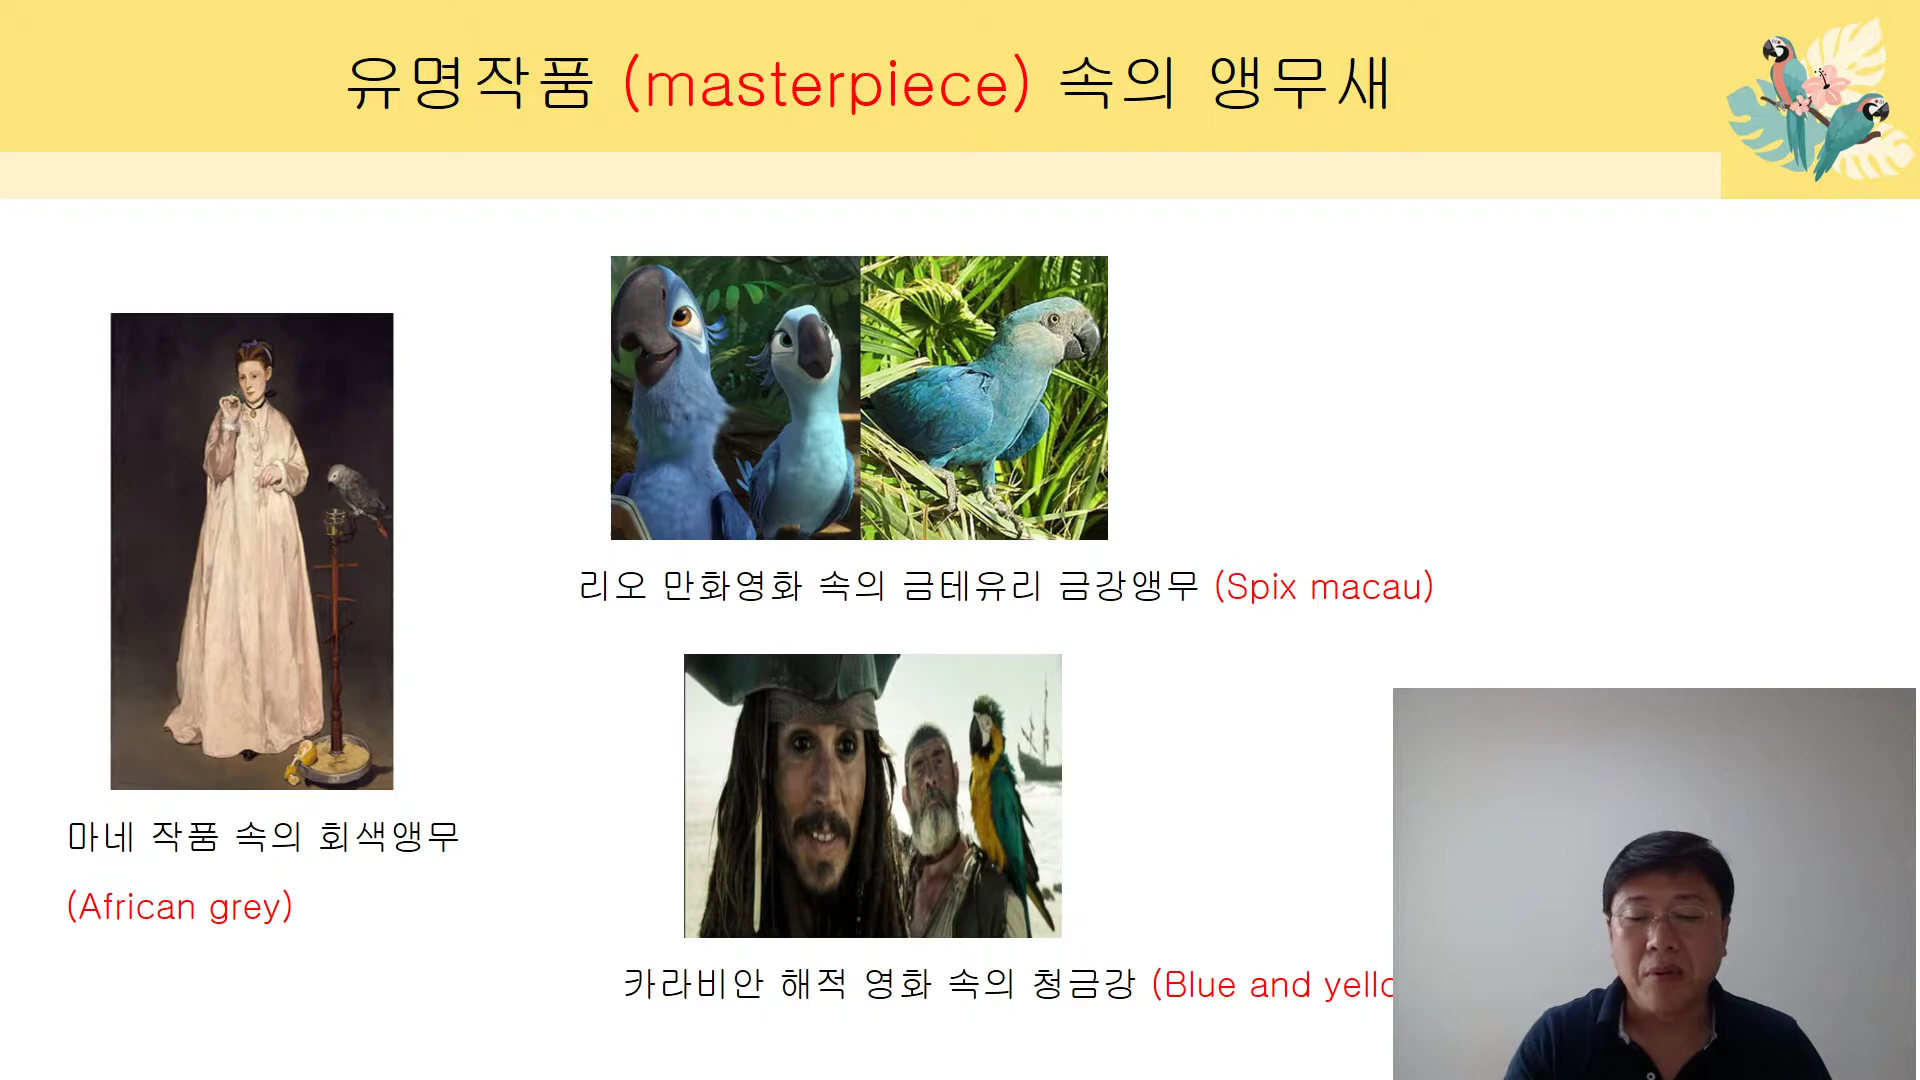 유명작품 (masterpiece) 속의 앵무새
리오 만화영화 속의 금테유리 금강앵무 (Spix macau)
마네 작품 속의 회색앵무
(African grey)
카라비안 해적 영화 속의 청금강 (Blue and